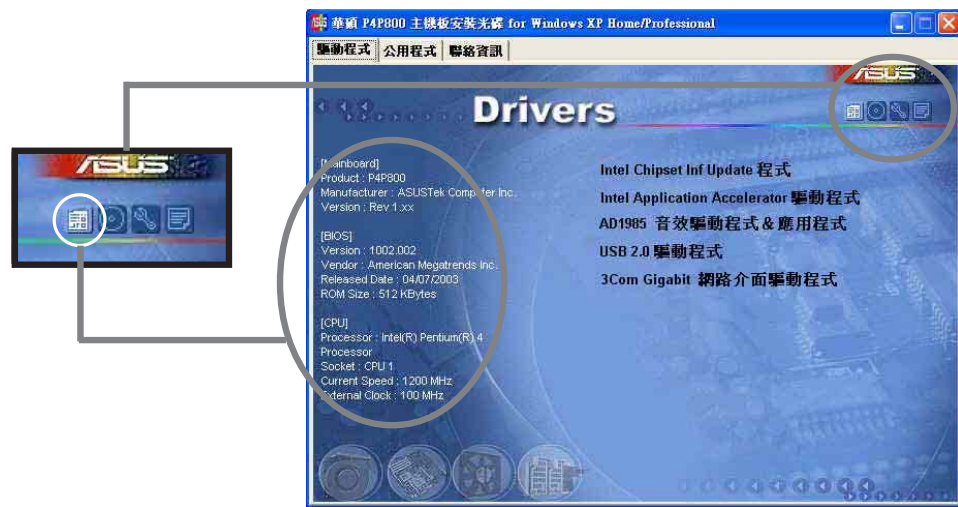 華碩 P4P800 主機板安裝光碟 for Windows XP Home/Professional
驅動程式 公用程式 聯絡資訊
ASUS
Drivers
ASUS
[Mainboard]
Product : P4P800
Manufacturer : ASUSTek Computer Inc.
Version : Rev 1.xx
[BIOS]
Version : 1002.002
Vendor : American Megatrends Inc.
Released Date : 04/07/2003
ROM Size : 512 KBytes
[CPU]
Processor : Intel(R) Pentium(R) 4
Processor
Socket : CPU 1
Current Speed : 1200 MHz
External Clock : 100 MHz
Intel Chipset Inf Update 程式
Intel Application Accelerator 驅動程式
AD1985 音效驅動程式 & 應用程式
USB 2.0 驅動程式
3Com Gigabit 網路介面驅動程式